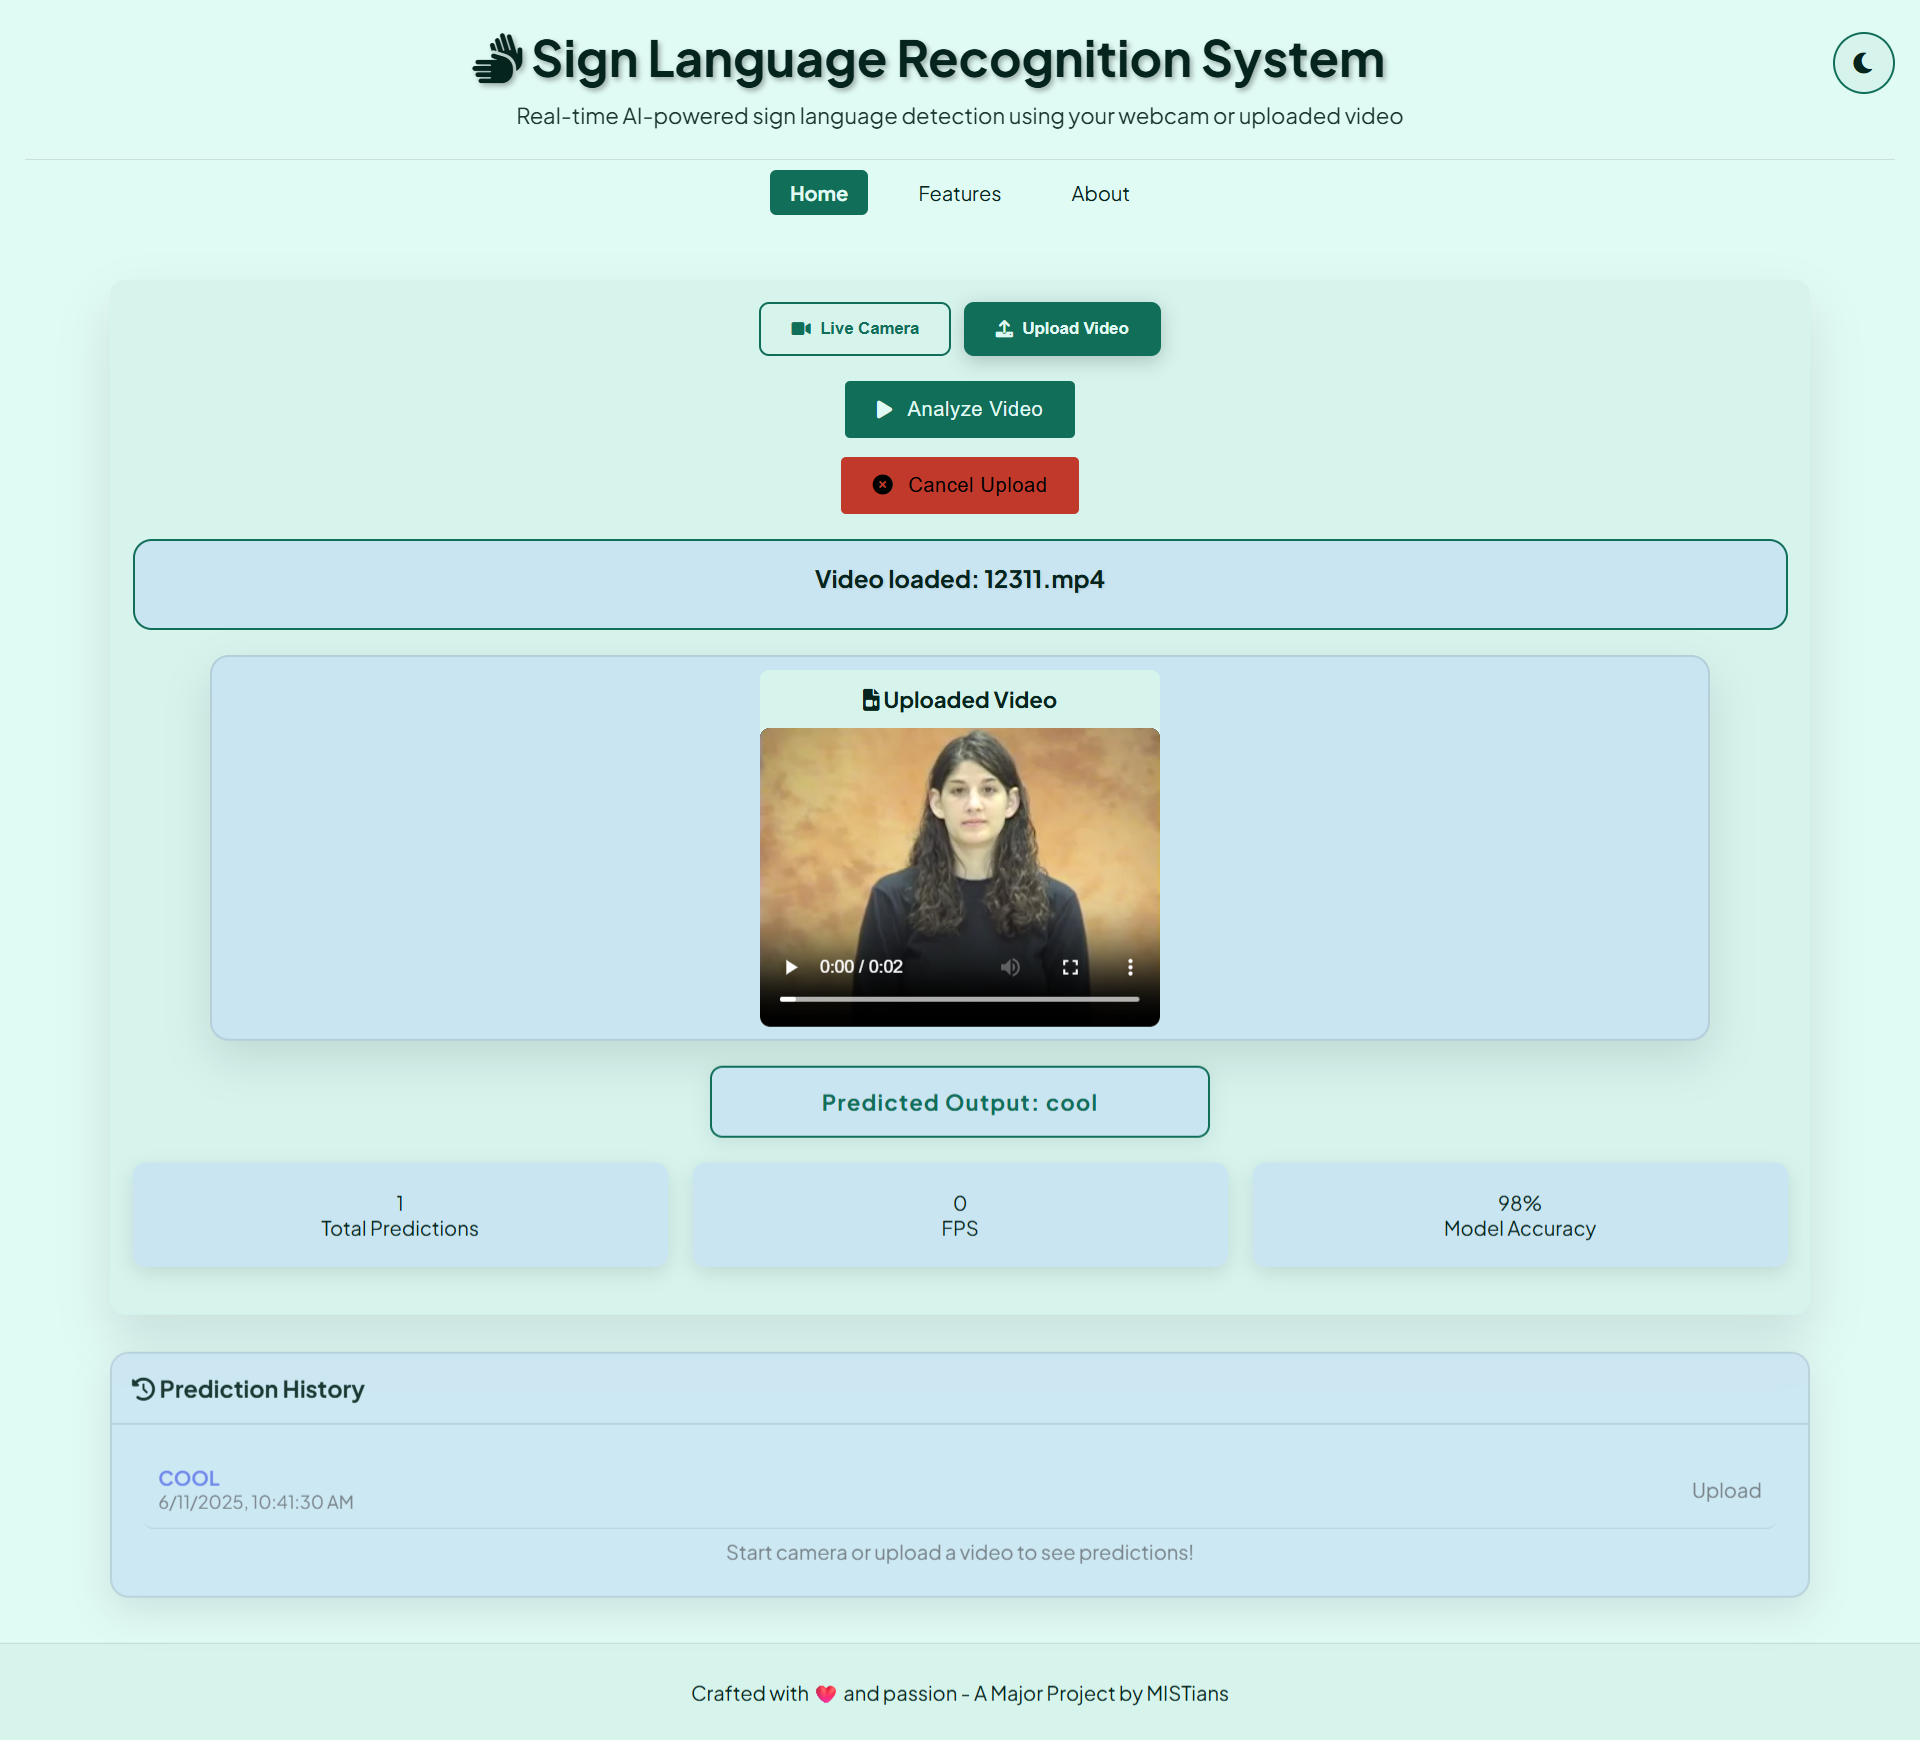 Sign Language Recognition System
Real-time AI-powered sign language detection using your webcam or uploaded video
Home
Features
About
Live Camera
Upload Video
Analyze Video
Cancel Upload
Video loaded: 12311.mp4
Uploaded Video
0:00 / 0:02
Predicted Output: cool
1
Total Predictions
0
FPS
98%
Model Accuracy
Prediction History
COOL
6/11/2025, 10:41:30 AM
Upload
Start camera or upload a video to see predictions!
Crafted with ❤️ and passion - A Major Project by MISTians